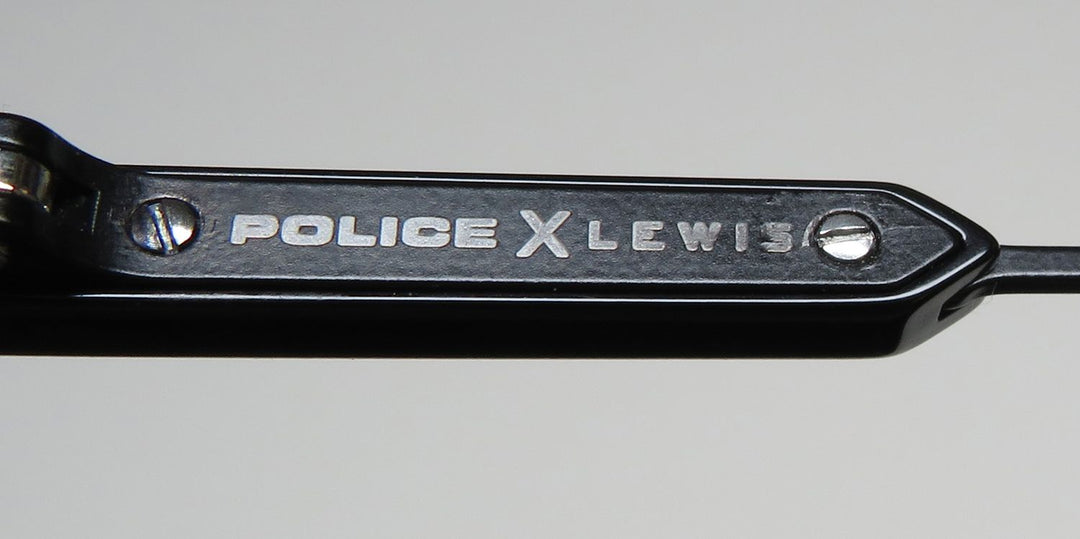 POLICE X LEWIS